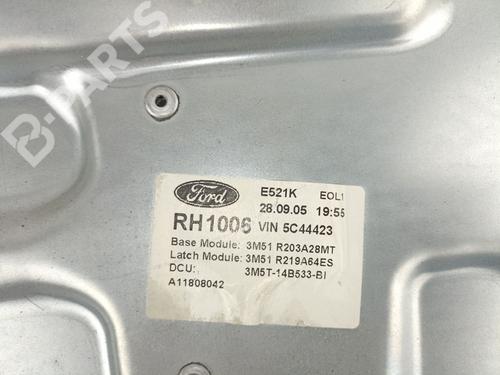 B-PARTS
Ford
E521K EOL1
28.09.05 19:55
RH1006 VIN 5C44423
Base Module: 3M51 R203A28MT
Latch Module: 3M51 R219A64ES
DCU: 3M5T-14B533-BI
A11808042